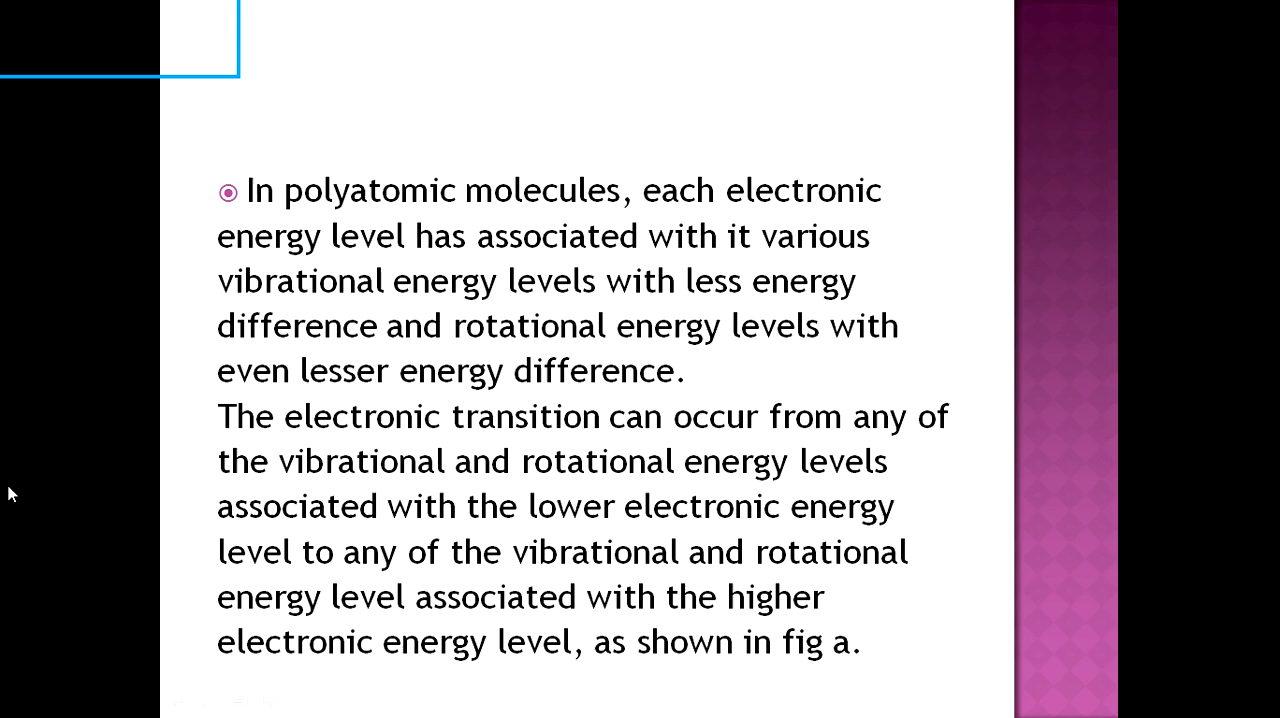 In polyatomic molecules, each electronic
energy level has associated with it various
vibrational energy levels with less energy
difference and rotational energy levels with
even lesser energy difference.
The electronic transition can occur from any of
the vibrational and rotational energy levels
associated with the lower electronic energy
level to any of the vibrational and rotational
energy level associated with the higher
electronic energy level, as shown in fig a.